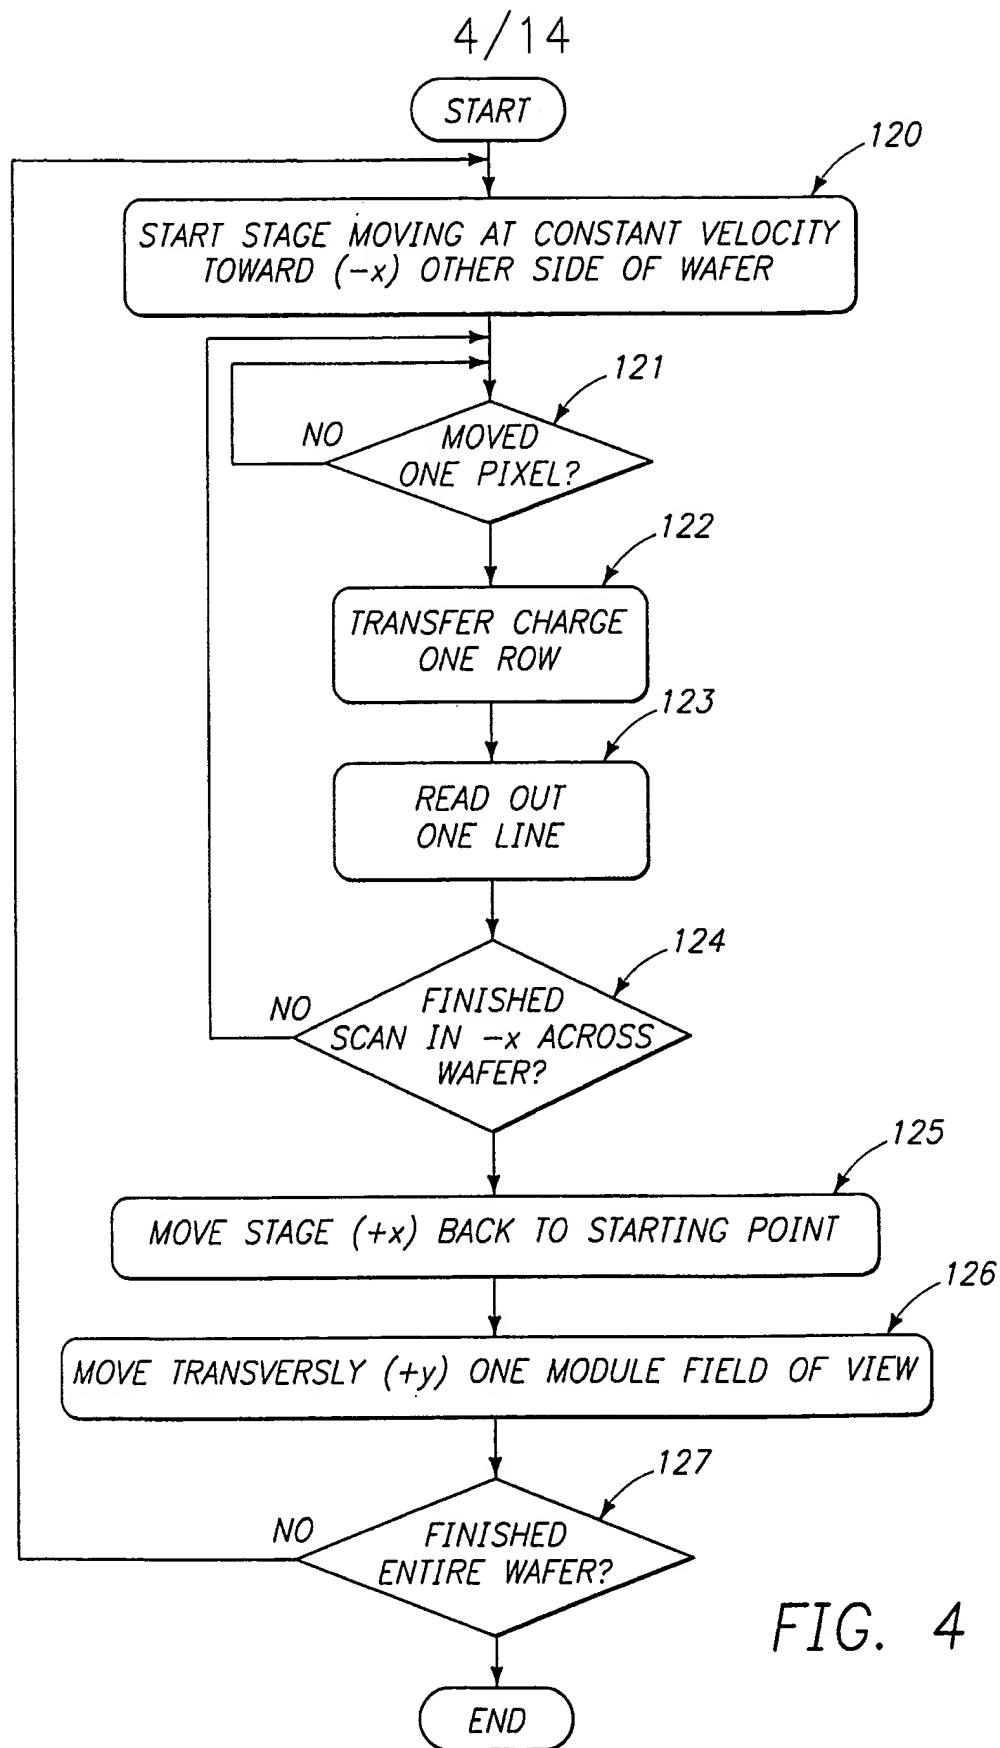 4/14
START
120
START STAGE MOVING AT CONSTANT VELOCITY
TOWARD (-x) OTHER SIDE OF WAFER
121
NO
MOVED
ONE PIXEL?
122
TRANSFER CHARGE
ONE ROW
123
READ OUT
ONE LINE
124
NO
FINISHED
SCAN IN -x ACROSS
WAFER?
125
MOVE STAGE (+x) BACK TO STARTING POINT
126
MOVE TRANSVERSLY (+y) ONE MODULE FIELD OF VIEW
127
NO
FINISHED
ENTIRE WAFER?
FIG. 4
END